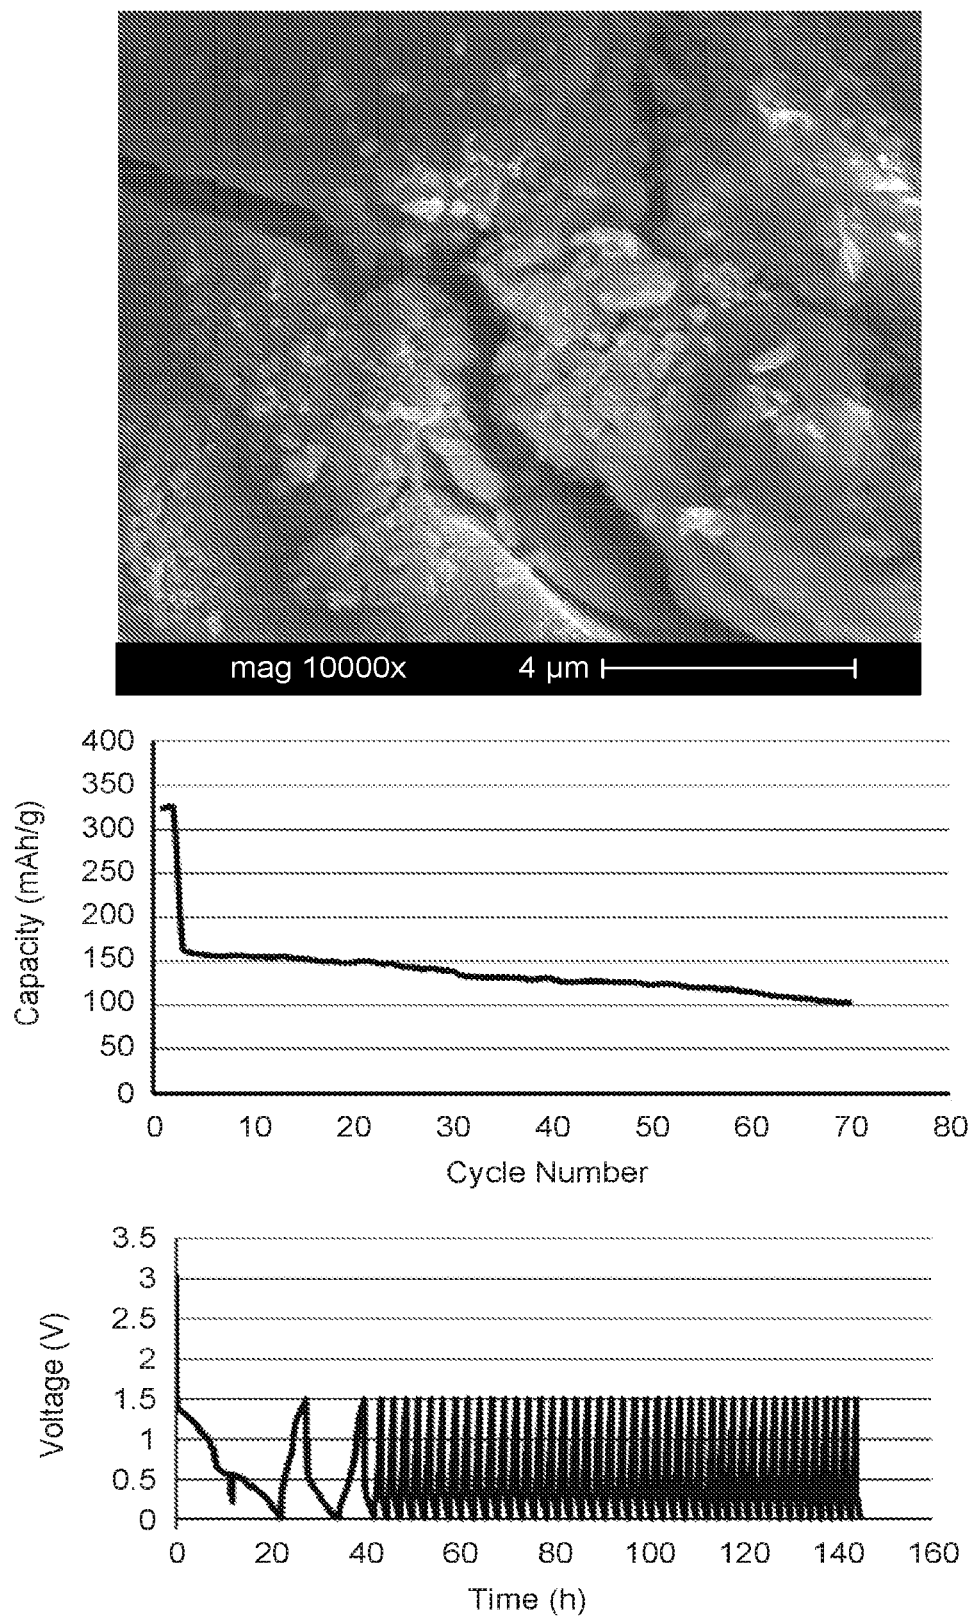 mag 10000x 4 μm
400
350
300
250
200
150
100
50
0
Capacity (mAh/g)
0 10 20 30 40 50 60 70 80
Cycle Number
3.5
3
2.5
2
1.5
1
0.5
0
Voltage (V)
0 20 40 60 80 100 120 140 160
Time (h)